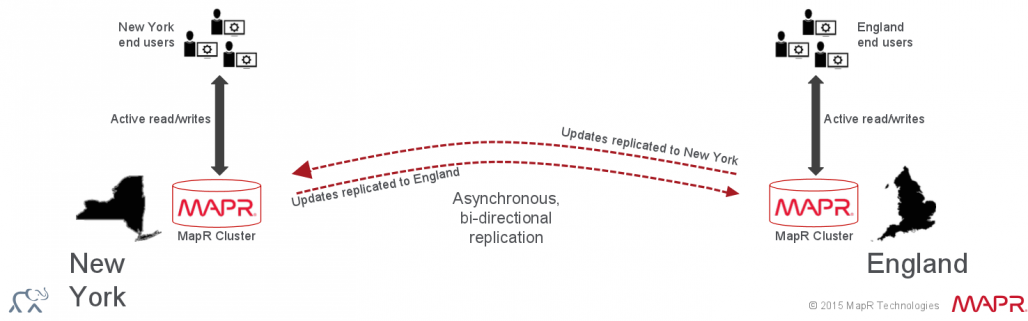 New York
end users
England
end users
Active read/writes
Active read/writes
Updates replicated to New York
Updates replicated to England
Asynchronous,
bi-directional
replication
MAPR®
MapR Cluster
MAPR®
MapR Cluster
New
York
England
© 2015 MapR Technologies
MAPR®